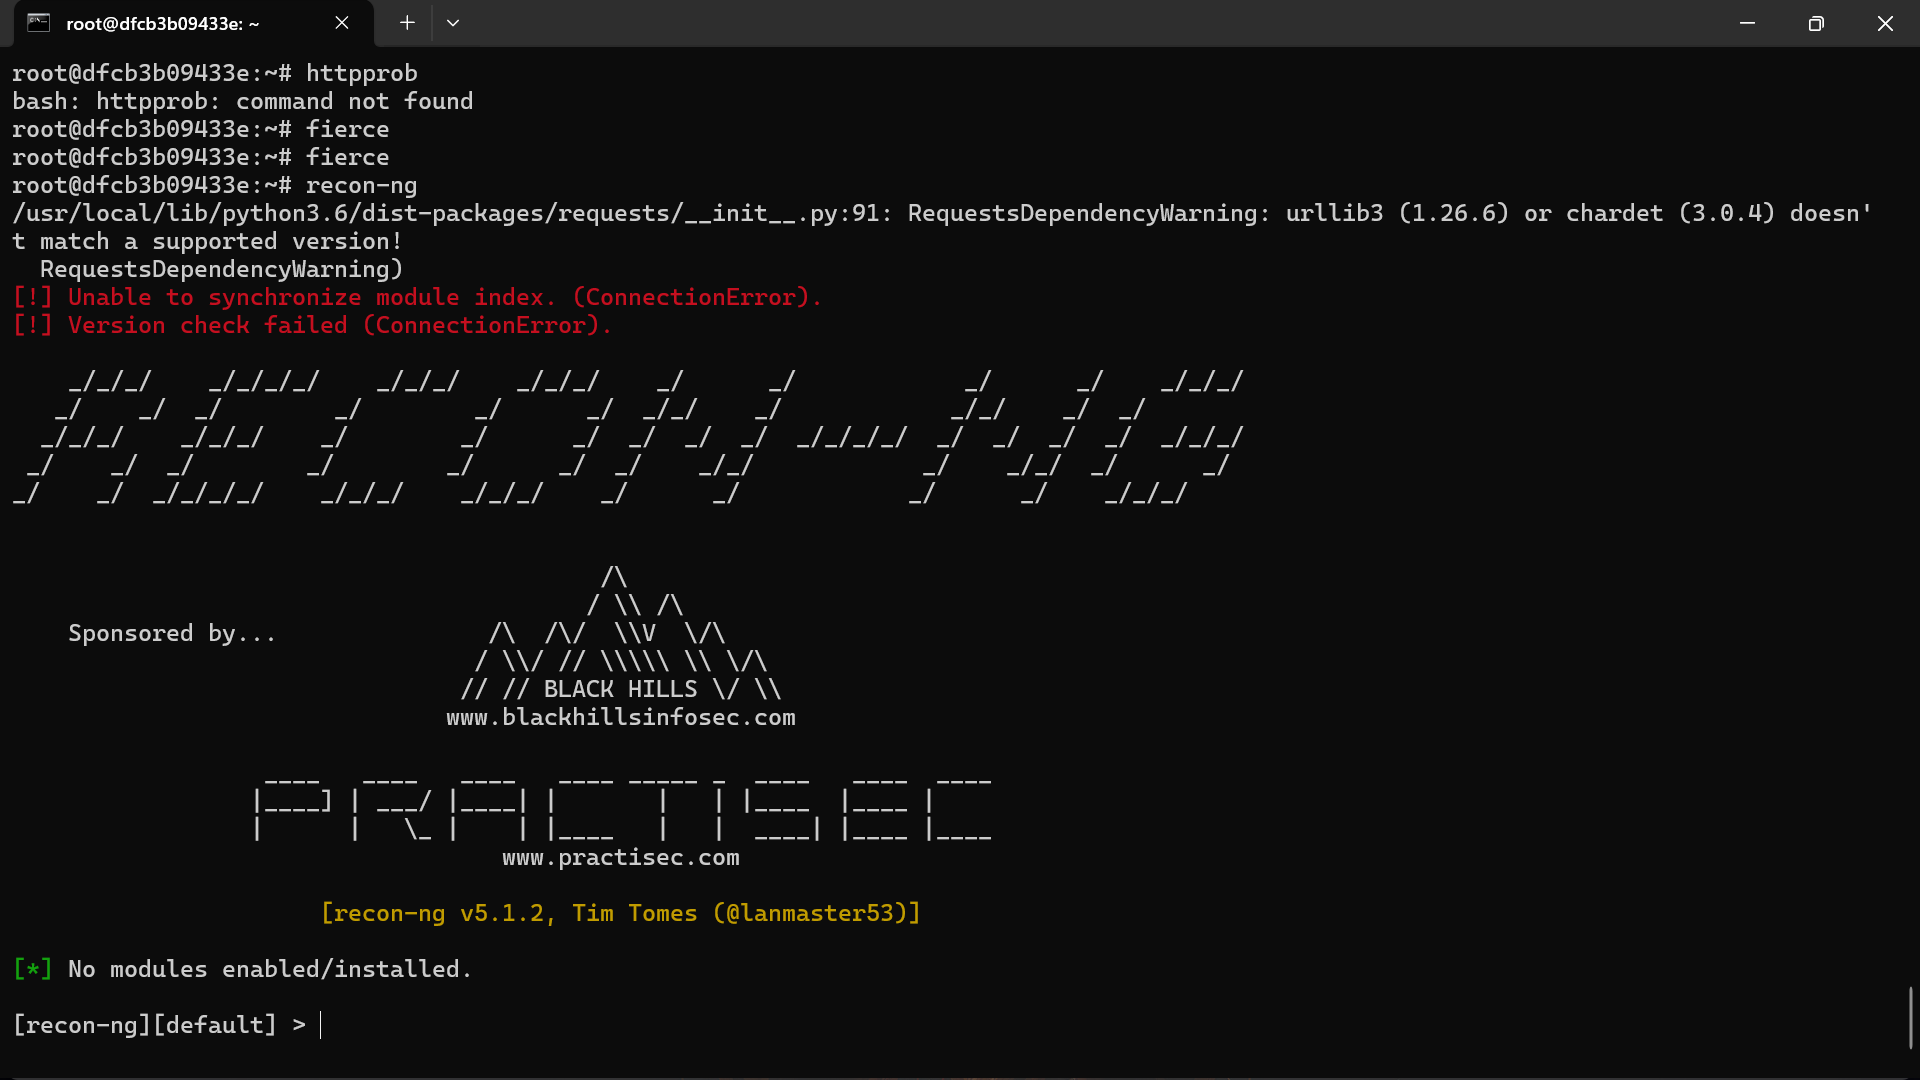 root@dfcb3b09433e: ~
root@dfcb3b09433e:~# httpprob
bash: httpprob: command not found
root@dfcb3b09433e:~# fierce
root@dfcb3b09433e:~# fierce
root@dfcb3b09433e:~# recon-ng
/usr/local/lib/python3.6/dist-packages/requests/__init__.py:91: RequestsDependencyWarning: urllib3 (1.26.6) or chardet (3.0.4) doesn'
t match a supported version!
RequestsDependencyWarning)
[!] Unable to synchronize module index. (ConnectionError).
[!] Version check failed (ConnectionError).
RECON-NG
Sponsored by...
BLACK HILLS
www.blackhillsinfosec.com
PRACTISEC
www.practisec.com
[recon-ng v5.1.2, Tim Tomes (@lanmaster53)]
[*] No modules enabled/installed.
[recon-ng][default] >